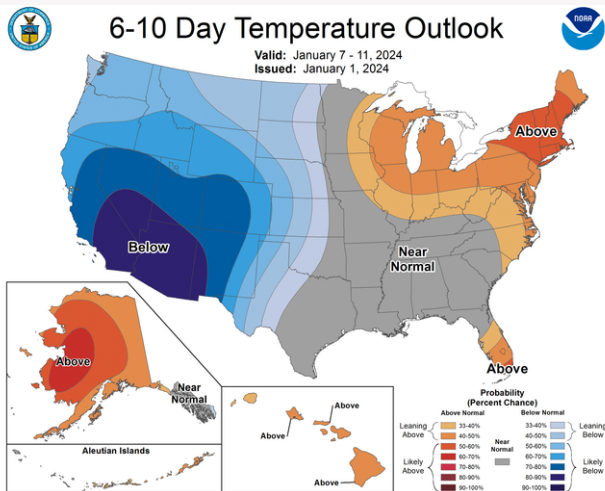 6-10 Day Temperature Outlook
Valid: January 7 - 11, 2024
Issued: January 1, 2024
NOAA
Above
Below
Near
Normal
Above
Above
Near
Normal
Aleutian Islands
Above
Above
Above
Probability
(Percent Chance)
Above Normal
Below Normal
Leaning
Above
Likely
Above
33-40%
40-50%
50-60%
60-70%
70-80%
80-90%
90-100%
Near
Normal
33-40%
40-50%
50-60%
60-70%
70-80%
80-90%
90-100%
Leaning
Below
Likely
Below